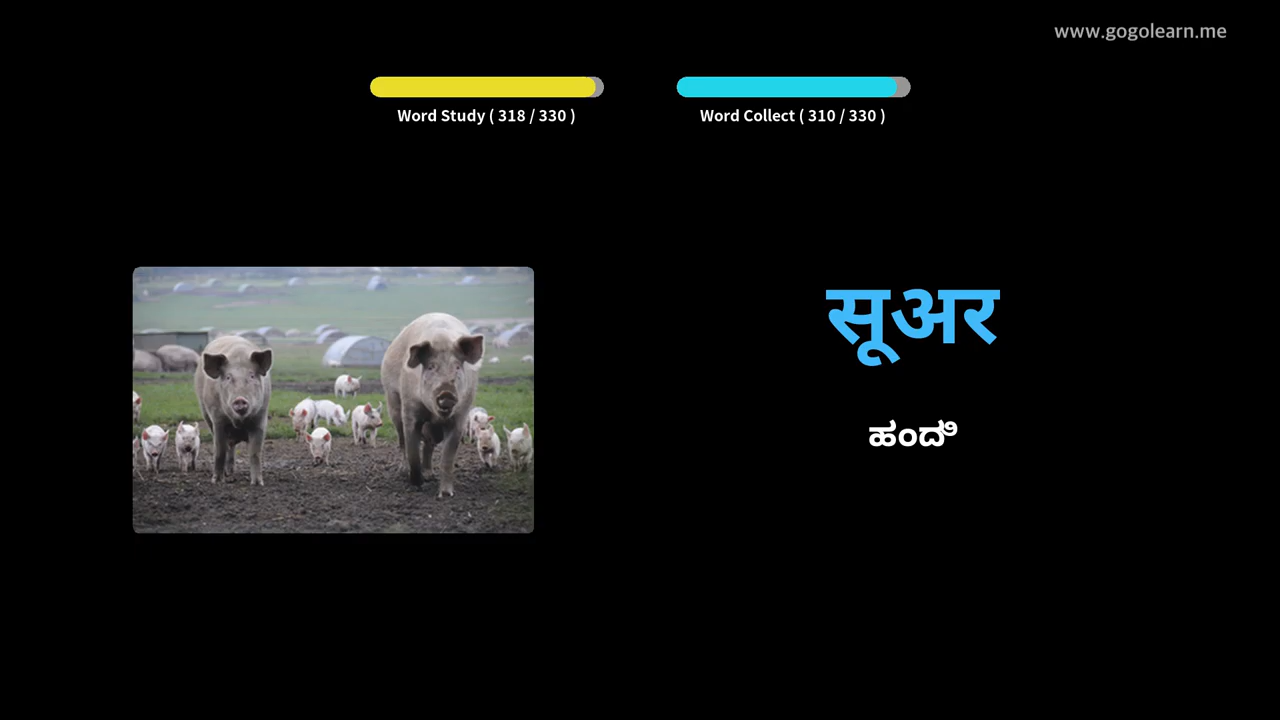 www.gogolearn.me
Word Study ( 318 / 330 )
Word Collect ( 310 / 330 )
सूअर
ಹಂದಿ